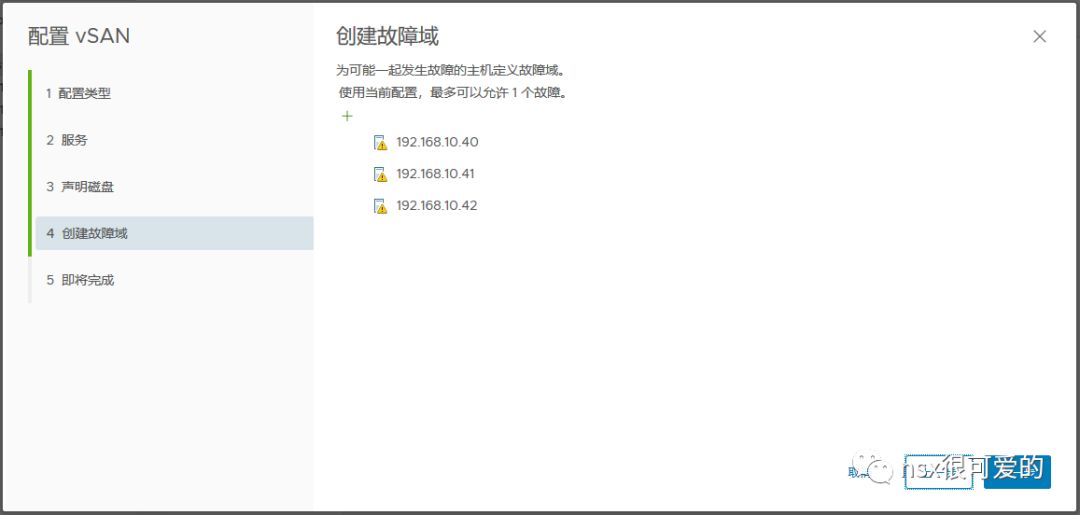 配置 vSAN
1 配置类型
2 服务
3 声明磁盘
4 创建故障域
5 即将完成
创建故障域
为可能一起发生故障的主机定义故障域。
使用当前配置，最多可以允许 1 个故障。
192.168.10.40
192.168.10.41
192.168.10.42
nsx很可爱的